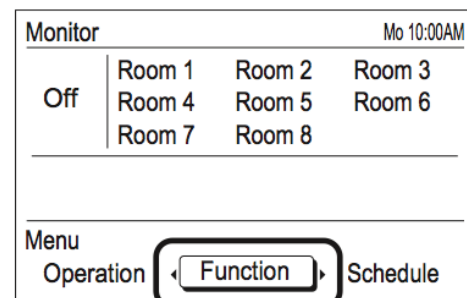 Monitor Mo 10:00AM
Off Room 1 Room 2 Room 3
Room 4 Room 5 Room 6
Room 7 Room 8
Menu
Operation Function Schedule